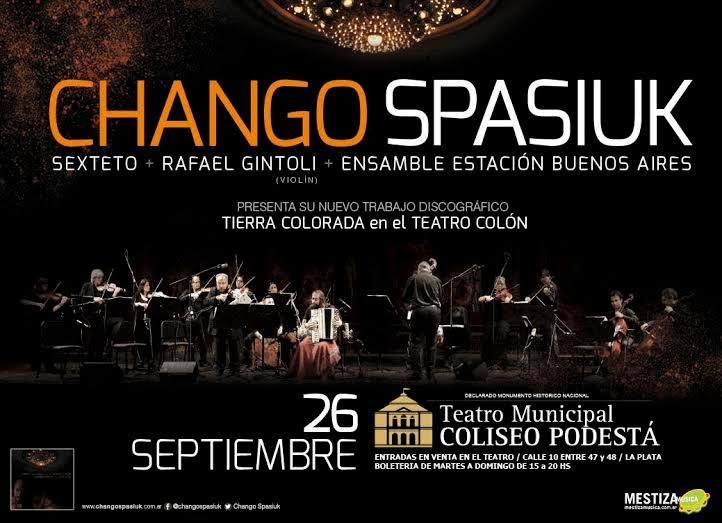 CHANGO SPASIUK
SEXTETO + RAFAEL GINTOLI + ENSAMBLE ESTACIÓN BUENOS AIRES
(VIOLÍN)
PRESENTA SU NUEVO TRABAJO DISCOGRÁFICO
TIERRA COLORADA en el TEATRO COLÓN
26
SEPTIEMBRE
DECLARADO MONUMENTO HISTORICO NACIONAL
Teatro Municipal
COLISEO PODESTÁ
ENTRADAS EN VENTA EN EL TEATRO / CALLE 10 ENTRE 47 y 48 / LA PLATA
BOLETERIA DE MARTES A DOMINGO DE 15 a 20 HS
www.changospasiuk.com.ar @changospasiuk Chango Spasiuk
MESTIZA MÚSICA
mestizamusica.com.ar